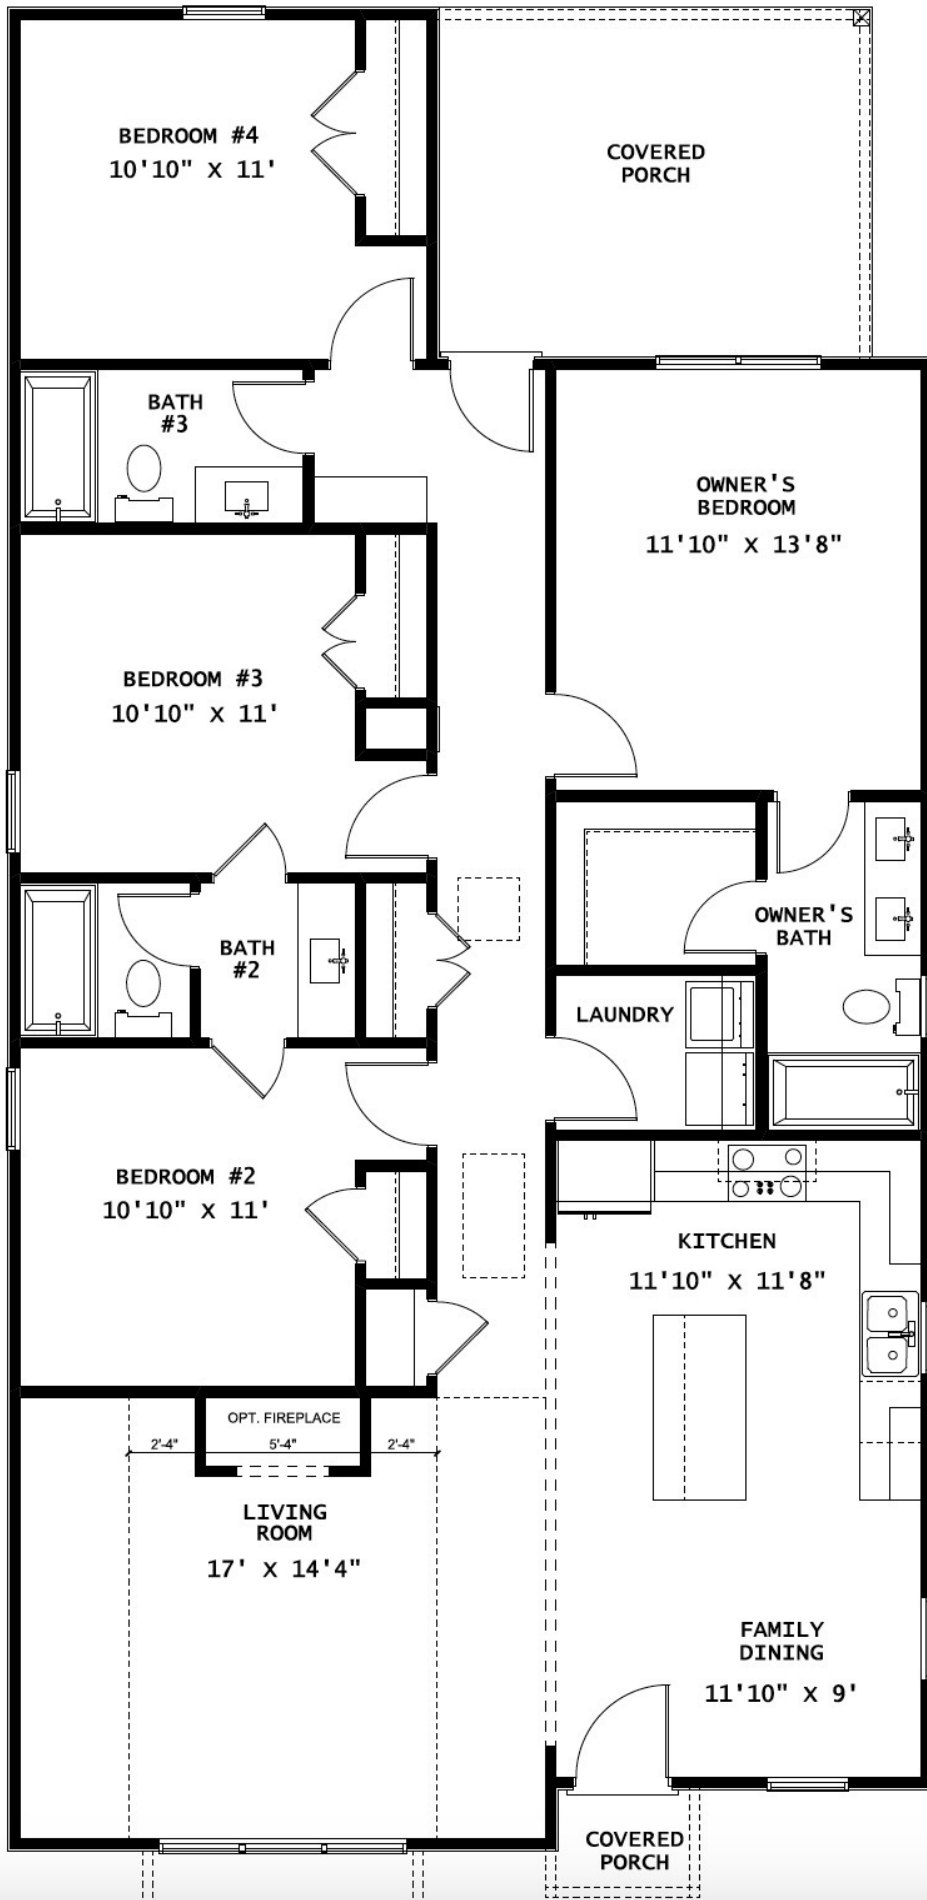 BEDROOM #4
10'10" X 11'
COVERED
PORCH
BATH
#3
OWNER'S
BEDROOM
11'10" X 13'8"
BEDROOM #3
10'10" X 11'
OWNER'S
BATH
BATH
#2
LAUNDRY
BEDROOM #2
10'10" X 11'
KITCHEN
11'10" X 11'8"
OPT. FIREPLACE
2'-4" 5'-4" 2'-4"
LIVING
ROOM
17' X 14'4"
FAMILY
DINING
11'10" X 9'
COVERED
PORCH